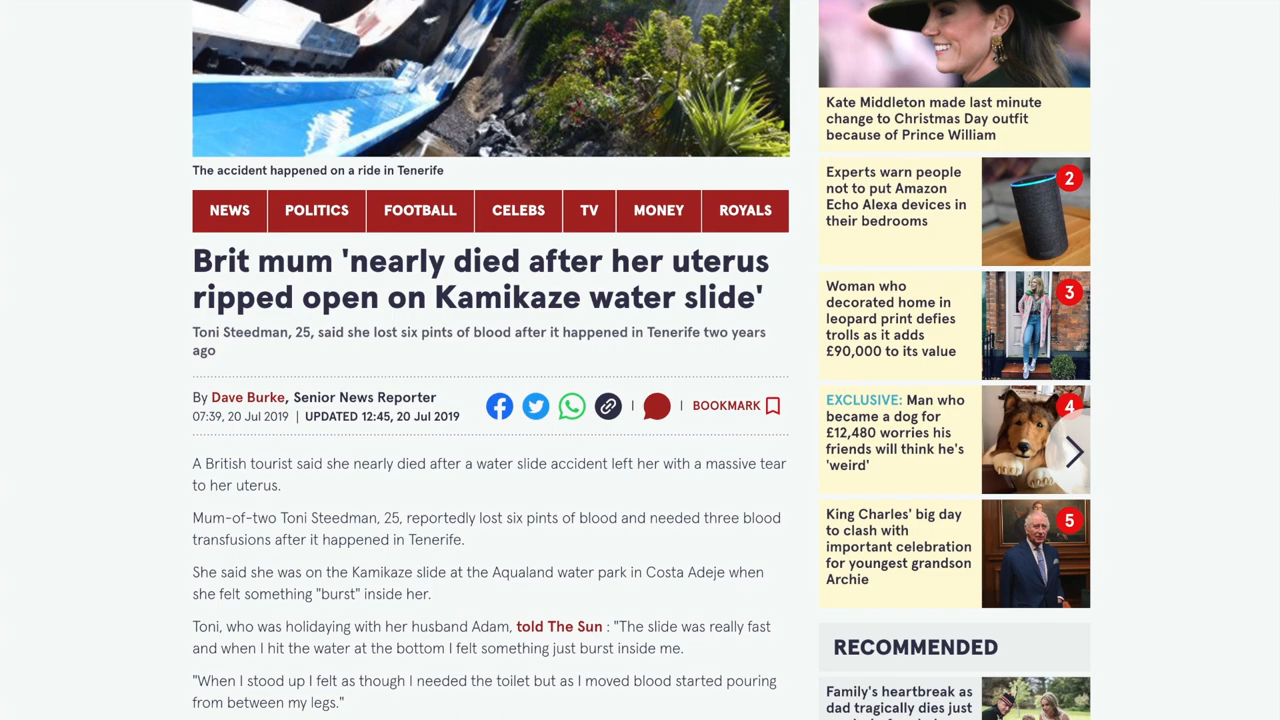 The accident happened on a ride in Tenerife
NEWS
POLITICS
FOOTBALL
CELEBS
TV
MONEY
ROYALS
Brit mum 'nearly died after her uterus
ripped open on Kamikaze water slide'
Toni Steedman, 25, said she lost six pints of blood after it happened in Tenerife two years
ago
By Dave Burke, Senior News Reporter
07:39, 20 Jul 2019 | UPDATED 12:45, 20 Jul 2019
| | BOOKMARK
A British tourist said she nearly died after a water slide accident left her with a massive tear
to her uterus.
Mum-of-two Toni Steedman, 25, reportedly lost six pints of blood and needed three blood
transfusions after it happened in Tenerife.
She said she was on the Kamikaze slide at the Aqualand water park in Costa Adeje when
she felt something "burst" inside her.
Toni, who was holidaying with her husband Adam, told The Sun : "The slide was really fast
and when I hit the water at the bottom I felt something just burst inside me.
"When I stood up I felt as though I needed the toilet but as I moved blood started pouring
from between my legs."
Kate Middleton made last minute
change to Christmas Day outfit
because of Prince William
Experts warn people
not to put Amazon
Echo Alexa devices in
their bedrooms
2
Woman who
decorated home in
leopard print defies
trolls as it adds
£90,000 to its value
3
EXCLUSIVE: Man who
became a dog for
£12,480 worries his
friends will think he's
'weird'
4
King Charles' big day
to clash with
important celebration
for youngest grandson
Archie
5
RECOMMENDED
Family's heartbreak as
dad tragically dies just